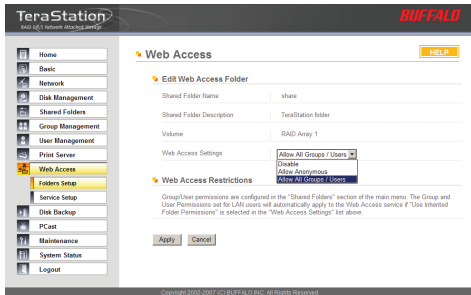 TeraStation
RAID 0/1/5 Network Attached Storage
BUFFALO
Home
Basic
Network
Disk Management
Shared Folders
Group Management
User Management
Print Server
Web Access
Folders Setup
Service Setup
Disk Backup
PCast
Maintenance
System Status
Logout
Web Access
HELP
Edit Web Access Folder
Shared Folder Name share
Shared Folder Description TeraStation folder
Volume RAID Array 1
Web Access Settings Allow All Groups / Users
Disable
Allow Anonymous
Allow All Groups / Users
Web Access Restrictions
Group/User permissions are configured in the "Shared Folders" section of the main menu. The Group and
User Permissions set for LAN users will automatically apply to the Web Access service if "Use Inherited
Folder Permissions" is selected in the "Web Access Settings" list above.
Apply Cancel
Copyright 2002-2007 (C) BUFFALO INC. All Rights Reserved.